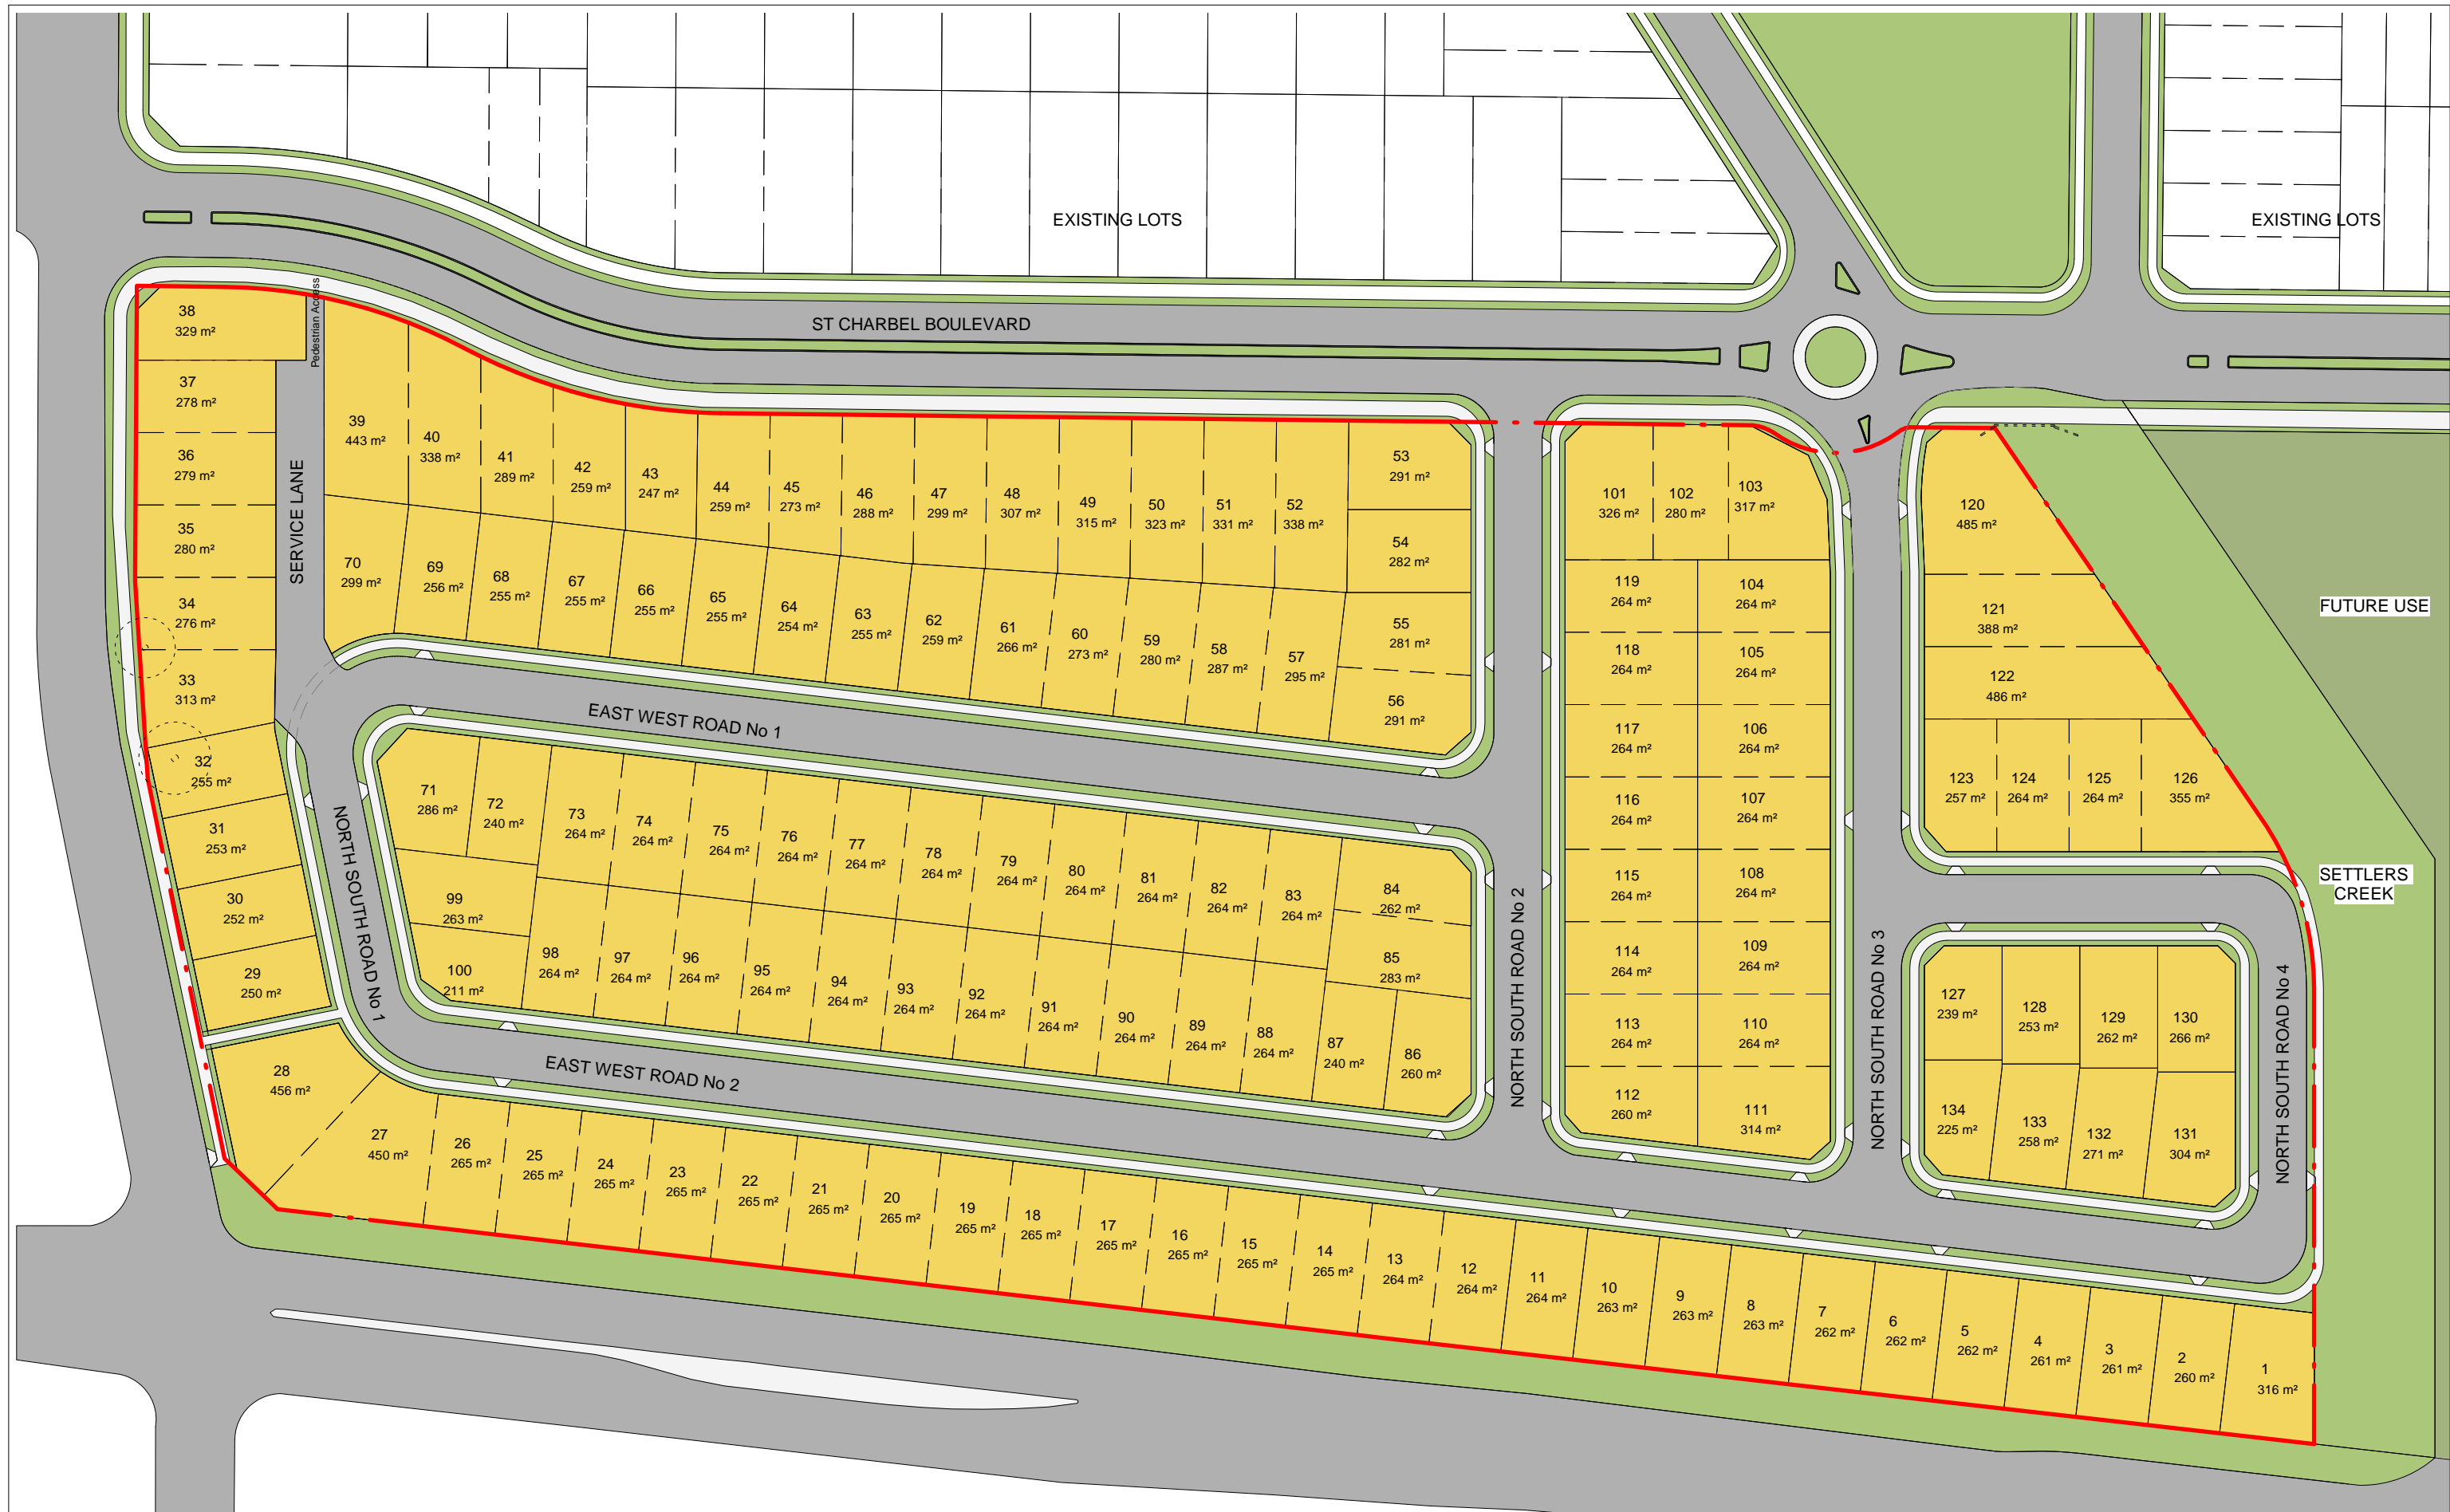 EXISTING LOTS
EXISTING LOTS
ST CHARBEL BOULEVARD
Pedestrian Access
SERVICE LANE
38
329 m²
37
278 m²
36
279 m²
35
280 m²
34
276 m²
33
313 m²
32
255 m²
31
253 m²
30
252 m²
29
250 m²
28
456 m²
39
443 m²
40
338 m²
41
289 m²
42
259 m²
43
247 m²
44
259 m²
45
273 m²
46
288 m²
47
299 m²
48
307 m²
49
315 m²
50
323 m²
51
331 m²
52
338 m²
53
291 m²
54
282 m²
55
281 m²
56
291 m²
70
299 m²
69
256 m²
68
255 m²
67
255 m²
66
255 m²
65
255 m²
64
254 m²
63
255 m²
62
259 m²
61
266 m²
60
273 m²
59
280 m²
58
287 m²
57
295 m²
EAST WEST ROAD No 1
NORTH SOUTH ROAD No 1
71
286 m²
72
240 m²
73
264 m²
74
264 m²
75
264 m²
76
264 m²
77
264 m²
78
264 m²
79
264 m²
80
264 m²
81
264 m²
82
264 m²
83
264 m²
84
262 m²
85
283 m²
99
263 m²
100
211 m²
98
264 m²
97
264 m²
96
264 m²
95
264 m²
94
264 m²
93
264 m²
92
264 m²
91
264 m²
90
264 m²
89
264 m²
88
264 m²
87
240 m²
86
260 m²
EAST WEST ROAD No 2
NORTH SOUTH ROAD No 2
101
326 m²
102
280 m²
103
317 m²
119
264 m²
104
264 m²
118
264 m²
105
264 m²
117
264 m²
106
264 m²
116
264 m²
107
264 m²
115
264 m²
108
264 m²
114
264 m²
109
264 m²
113
264 m²
110
264 m²
112
260 m²
111
314 m²
NORTH SOUTH ROAD No 3
120
485 m²
121
388 m²
122
486 m²
123
257 m²
124
264 m²
125
264 m²
126
355 m²
FUTURE USE
SETTLERS
CREEK
127
239 m²
128
253 m²
129
262 m²
130
266 m²
134
225 m²
133
258 m²
132
271 m²
131
304 m²
NORTH SOUTH ROAD No 4
27
450 m²
26
265 m²
25
265 m²
24
265 m²
23
265 m²
22
265 m²
21
265 m²
20
265 m²
19
265 m²
18
265 m²
17
265 m²
16
265 m²
15
265 m²
14
265 m²
13
264 m²
12
264 m²
11
264 m²
10
263 m²
9
263 m²
8
263 m²
7
262 m²
6
262 m²
5
262 m²
4
261 m²
3
261 m²
2
260 m²
1
316 m²